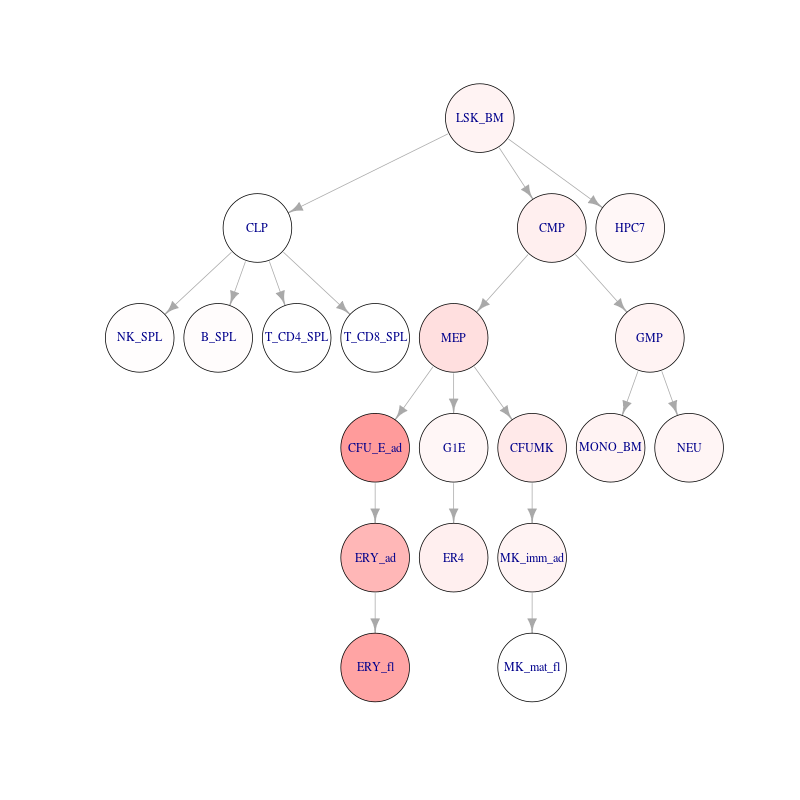 LSK_BM
CLP
CMP
HPC7
NK_SPL
B_SPL
T_CD4_SPL
T_CD8_SPL
MEP
GMP
CFU_E_ad
G1E
CFUMK
MONO_BM
NEU
ERY_ad
ER4
MK_imm_ad
ERY_fl
MK_mat_fl